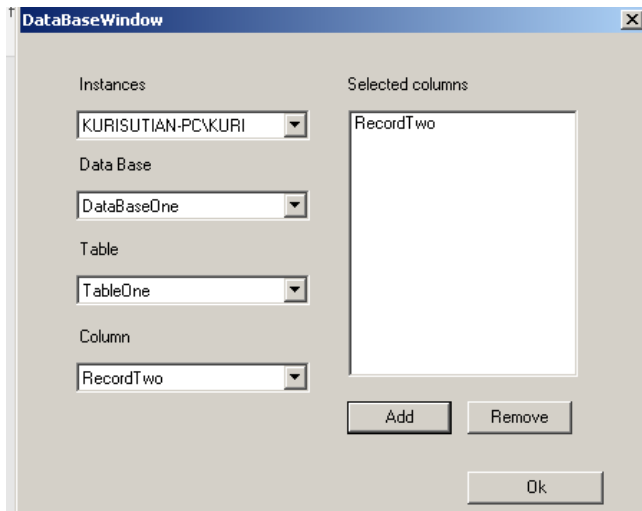 DataBaseWindow
Instances
KURISUTIAN-PC\KURI
Data Base
DataBaseOne
Table
TableOne
Column
RecordTwo
Selected columns
RecordTwo
Add
Remove
Ok